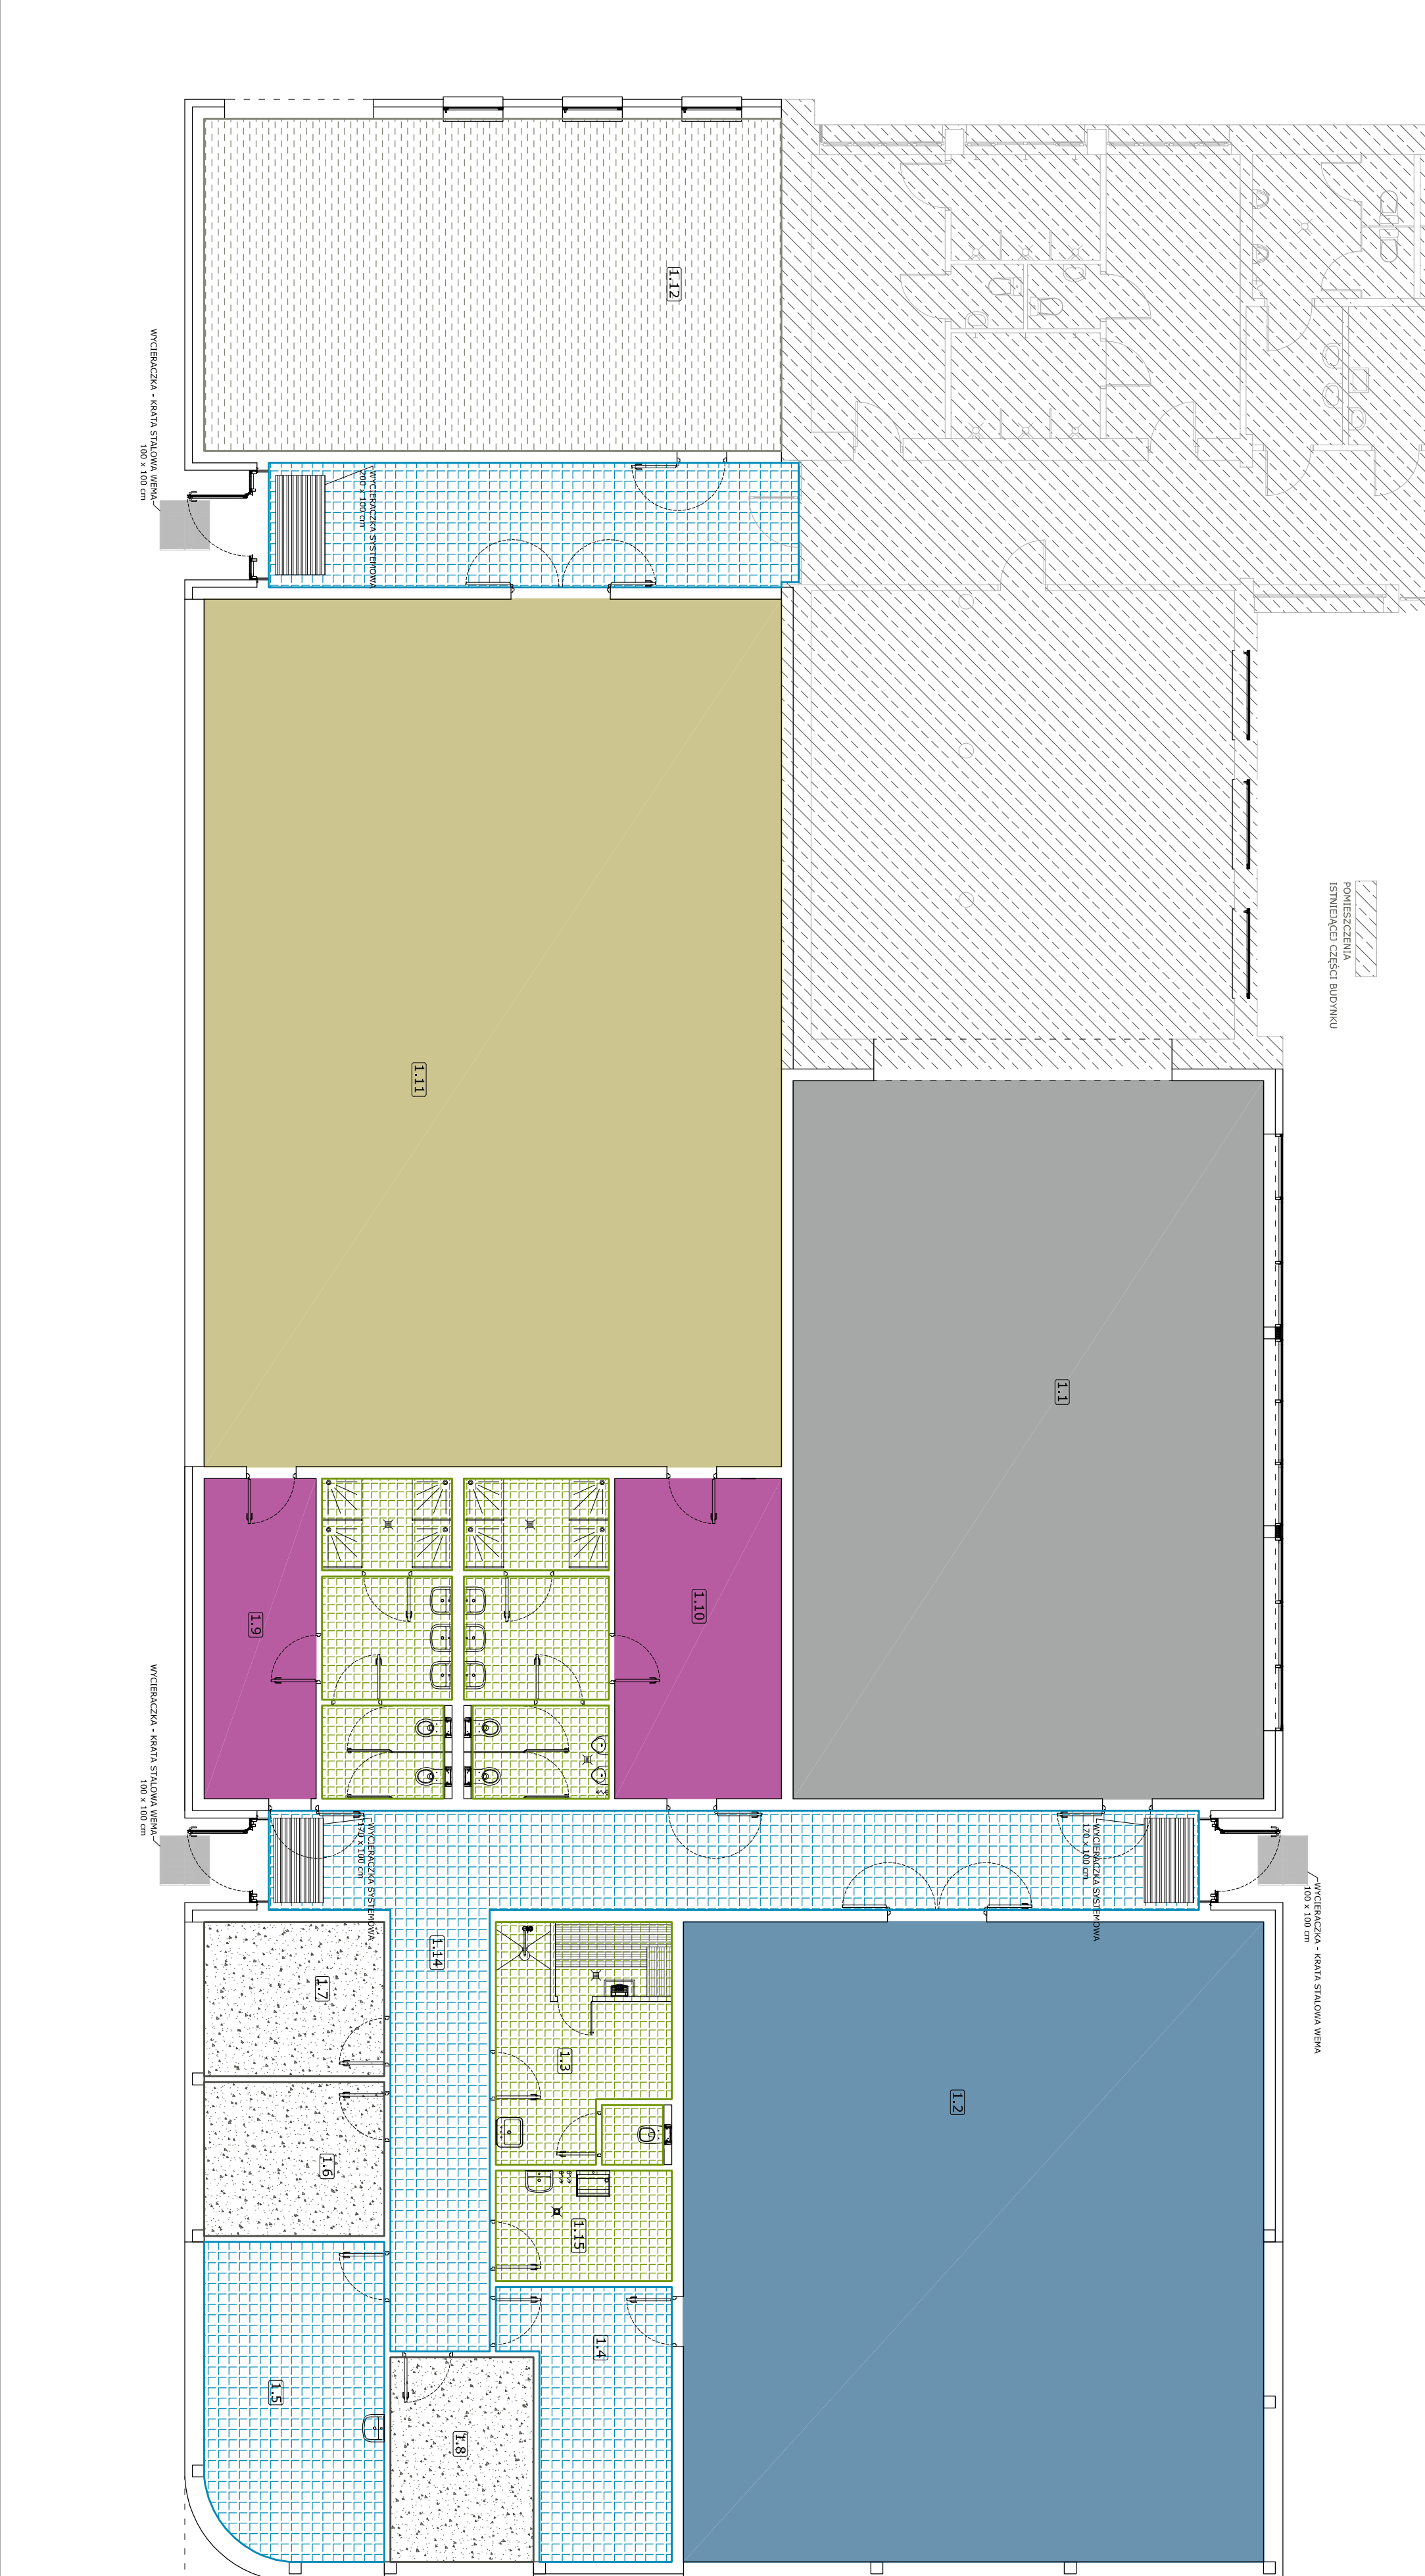 POMIESZCZENIA
ISTNIEJĄCEJ CZĘŚCI BUDYNKU
WYCIERACZKA - KRATA STALOWA WEMA
100 x 100 cm
1.1
WYCIERACZKA SYSTEMOWA
170 x 100 cm
1.2
1.12
1.10
1.3
1.15
1.4
1.11
1.14
1.8
WYCIERACZKA SYSTEMOWA
200 x 100 cm
WYCIERACZKA SYSTEMOWA
170 x 100 cm
1.7
1.6
1.5
1.9
WYCIERACZKA - KRATA STALOWA WEMA
100 x 100 cm
WYCIERACZKA - KRATA STALOWA WEMA
100 x 100 cm